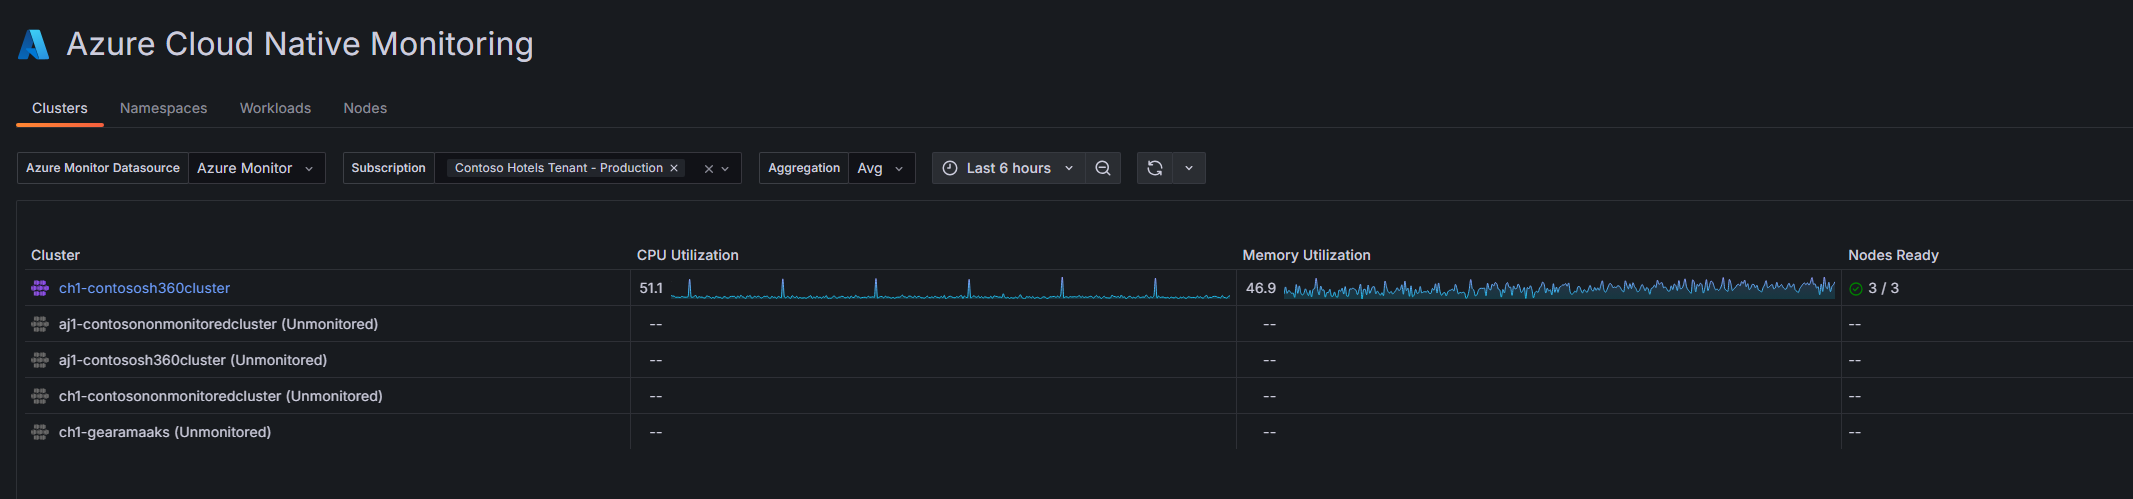 Azure Cloud Native Monitoring
Clusters Namespaces Workloads Nodes
Azure Monitor Datasource Azure Monitor Subscription Contoso Hotels Tenant - Production Aggregation Avg Last 6 hours
Cluster CPU Utilization Memory Utilization Nodes Ready
ch1-contososh360cluster 51.1 46.9 3 / 3
aj1-contosononmonitoredcluster (Unmonitored) -- -- --
aj1-contososh360cluster (Unmonitored) -- -- --
ch1-contosononmonitoredcluster (Unmonitored) -- -- --
ch1-gearamaaks (Unmonitored) -- -- --